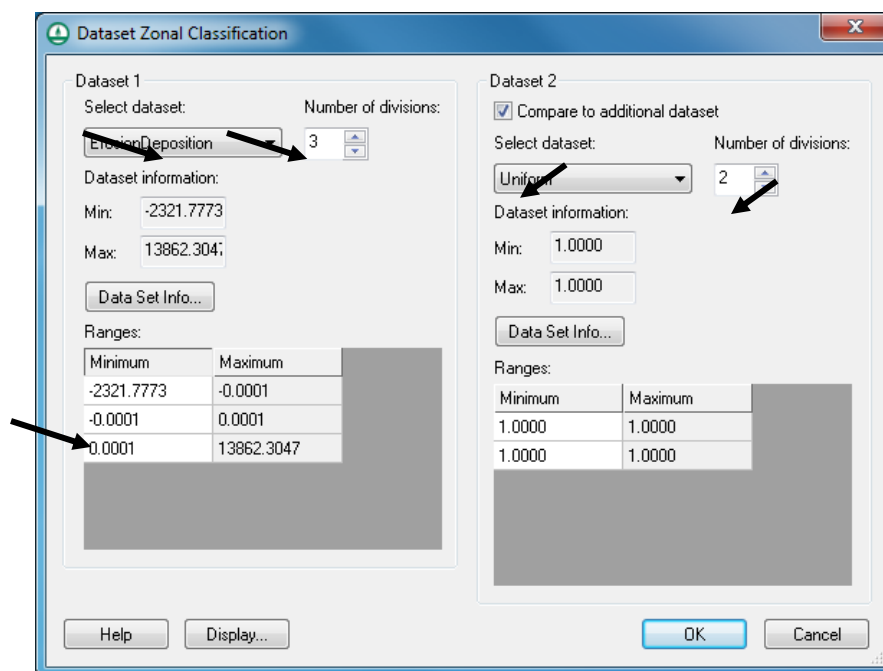 Dataset Zonal Classification
Dataset 1
Select dataset:
Number of divisions:
ErosionDeposition
3
Dataset information:
Min: -2321.7773
Max: 13862.3047
Data Set Info...
Ranges:
Minimum Maximum
-2321.7773 -0.0001
-0.0001 0.0001
0.0001 13862.3047
Dataset 2
Compare to additional dataset
Select dataset:
Number of divisions:
Uniform
2
Dataset information:
Min: 1.0000
Max: 1.0000
Data Set Info...
Ranges:
Minimum Maximum
1.0000 1.0000
1.0000 1.0000
Help
Display...
OK
Cancel